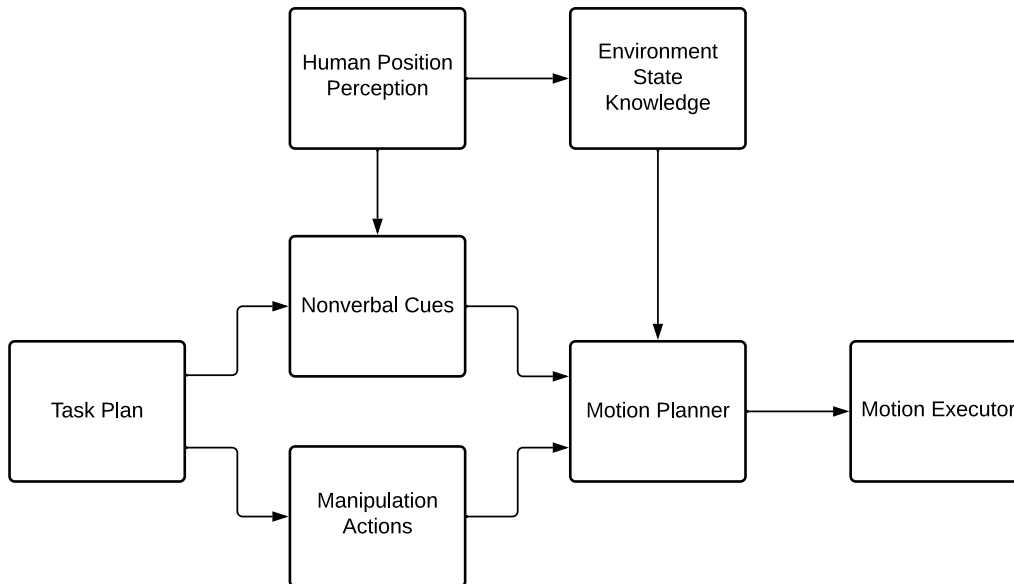 Human Position
Perception
Environment
State
Knowledge
Nonverbal Cues
Task Plan
Motion Planner
Motion Executor
Manipulation
Actions